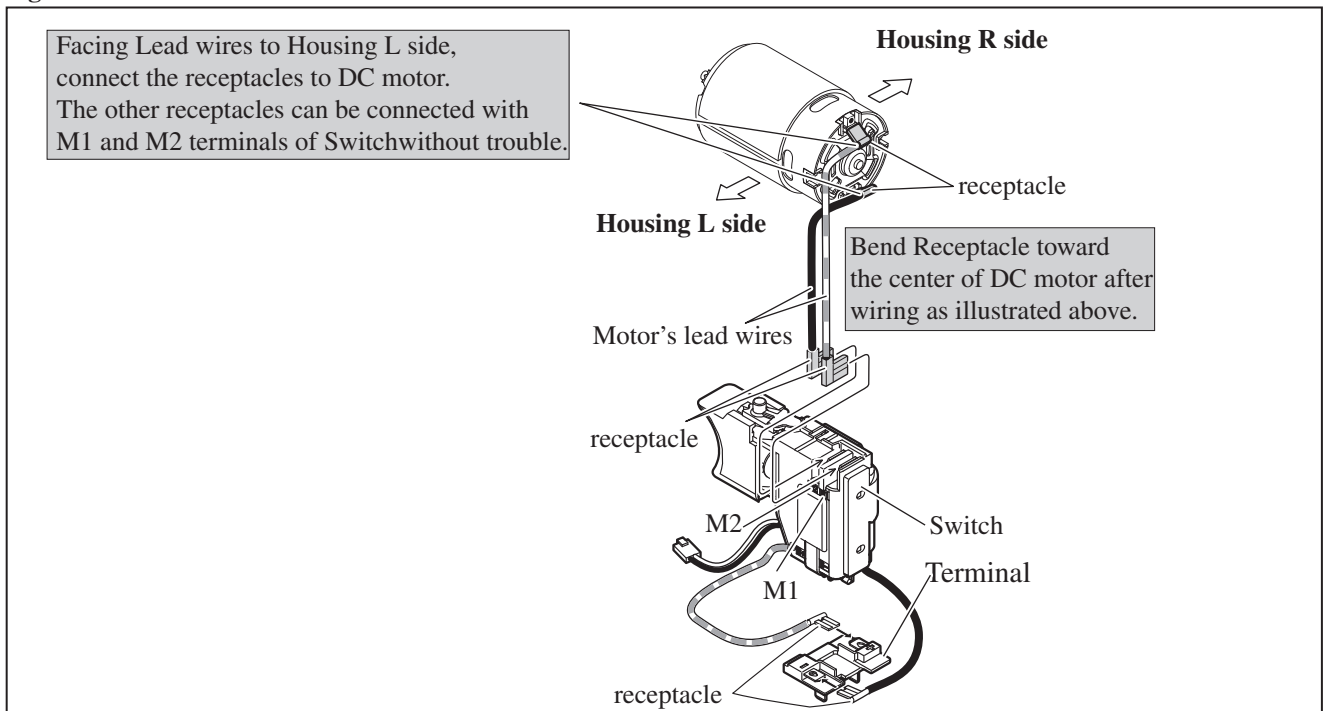 Facing Lead wires to Housing L side,
connect the receptacles to DC motor.
The other receptacles can be connected with
M1 and M2 terminals of Switchwithout trouble.
Housing R side
receptacle
Housing L side
Bend Receptacle toward
the center of DC motor after
wiring as illustrated above.
Motor's lead wires
receptacle
M2
Switch
M1
Terminal
receptacle